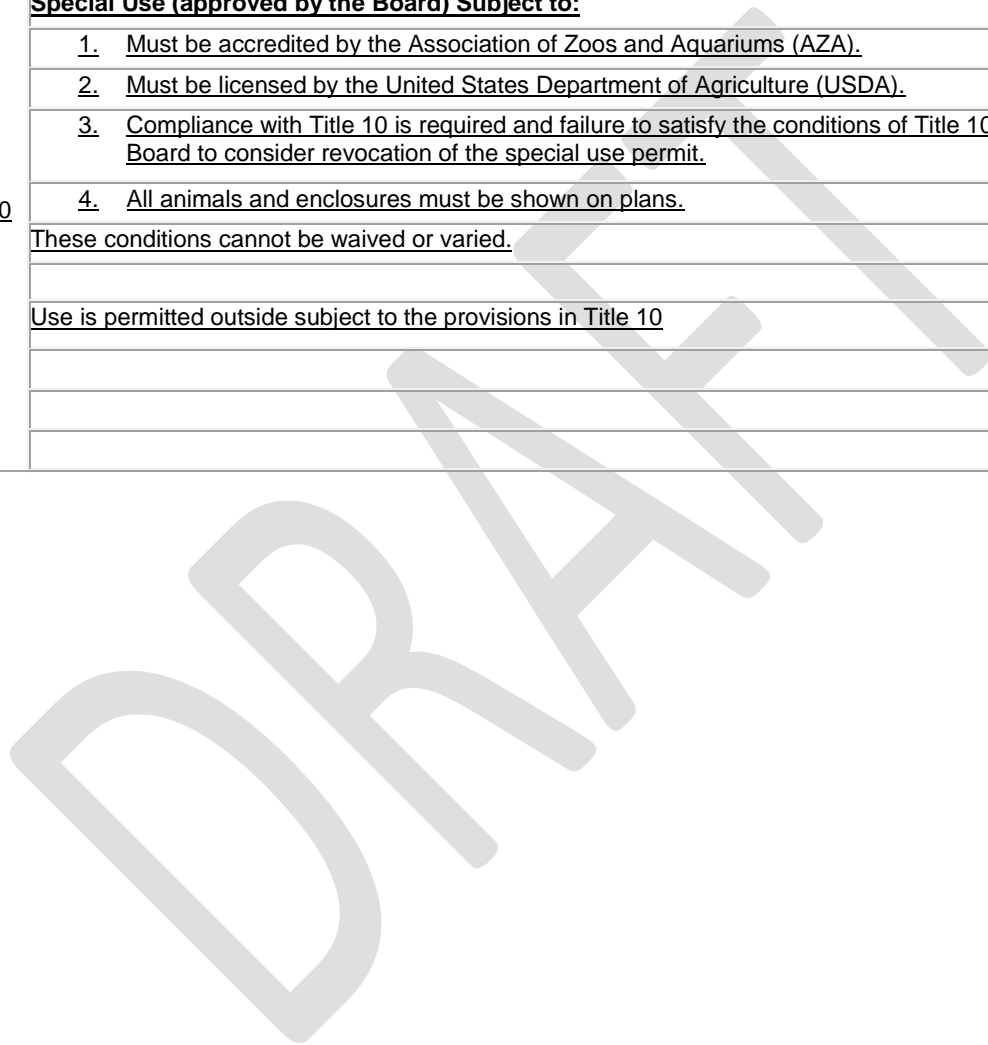 Special Use (approved by the Board) Subject to:
1. Must be accredited by the Association of Zoos and Aquariums (AZA).
2. Must be licensed by the United States Department of Agriculture (USDA).
3. Compliance with Title 10 is required and failure to satisfy the conditions of Title 10
Board to consider revocation of the special use permit.
0
4. All animals and enclosures must be shown on plans.
These conditions cannot be waived or varied.
Use is permitted outside subject to the provisions in Title 10
DRAFT